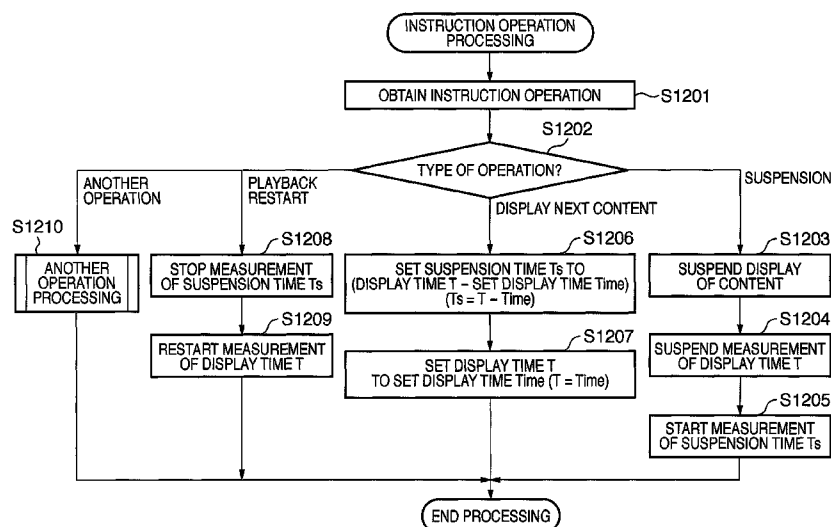 INSTRUCTION OPERATION
PROCESSING
OBTAIN INSTRUCTION OPERATION
S1201
S1202
TYPE OF OPERATION?
ANOTHER
OPERATION
PLAYBACK
RESTART
DISPLAY NEXT CONTENT
SUSPENSION
S1210
ANOTHER
OPERATION
PROCESSING
S1208
STOP MEASUREMENT
OF SUSPENSION TIME Ts
S1209
RESTART MEASUREMENT
OF DISPLAY TIME T
S1206
SET SUSPENSION TIME Ts TO
(DISPLAY TIME T – SET DISPLAY TIME Time)
(Ts = T – Time)
S1207
SET DISPLAY TIME T
TO SET DISPLAY TIME Time (T = Time)
S1203
SUSPEND DISPLAY
OF CONTENT
S1204
SUSPEND MEASUREMENT
OF DISPLAY TIME T
S1205
START MEASUREMENT
OF SUSPENSION TIME Ts
END PROCESSING